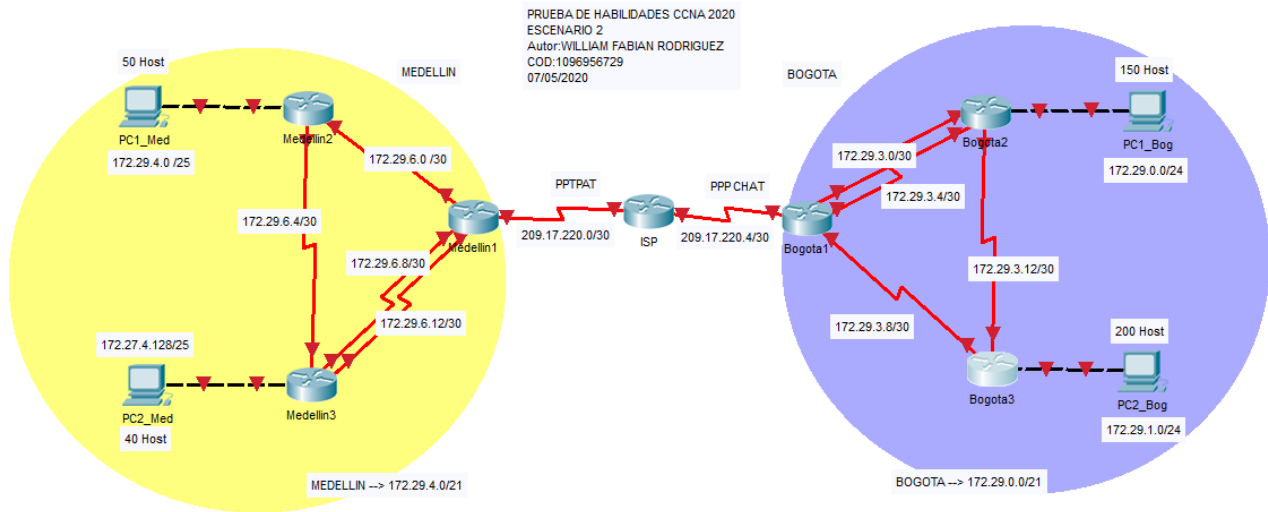 PRUEBA DE HABILIDADES CCNA 2020
ESCENARIO 2
Autor:WILLIAM FABIAN RODRIGUEZ
COD:1096956729
07/05/2020
MEDELLIN
50 Host
PC1_Med
172.29.4.0 /25
Medellin2
172.29.6.0 /30
172.29.6.4/30
Medellin1
172.29.6.8/30
172.29.6.12/30
172.27.4.128/25
PC2_Med
40 Host
Medellin3
MEDELLIN --> 172.29.4.0/21
PPTPAT
209.17.220.0/30
ISP
PPP CHAT
209.17.220.4/30
BOGOTA
Bogota1
172.29.3.0/30
172.29.3.4/30
Bogota2
150 Host
PC1_Bog
172.29.0.0/24
172.29.3.12/30
172.29.3.8/30
Bogota3
200 Host
PC2_Bog
172.29.1.0/24
BOGOTA --> 172.29.0.0/21